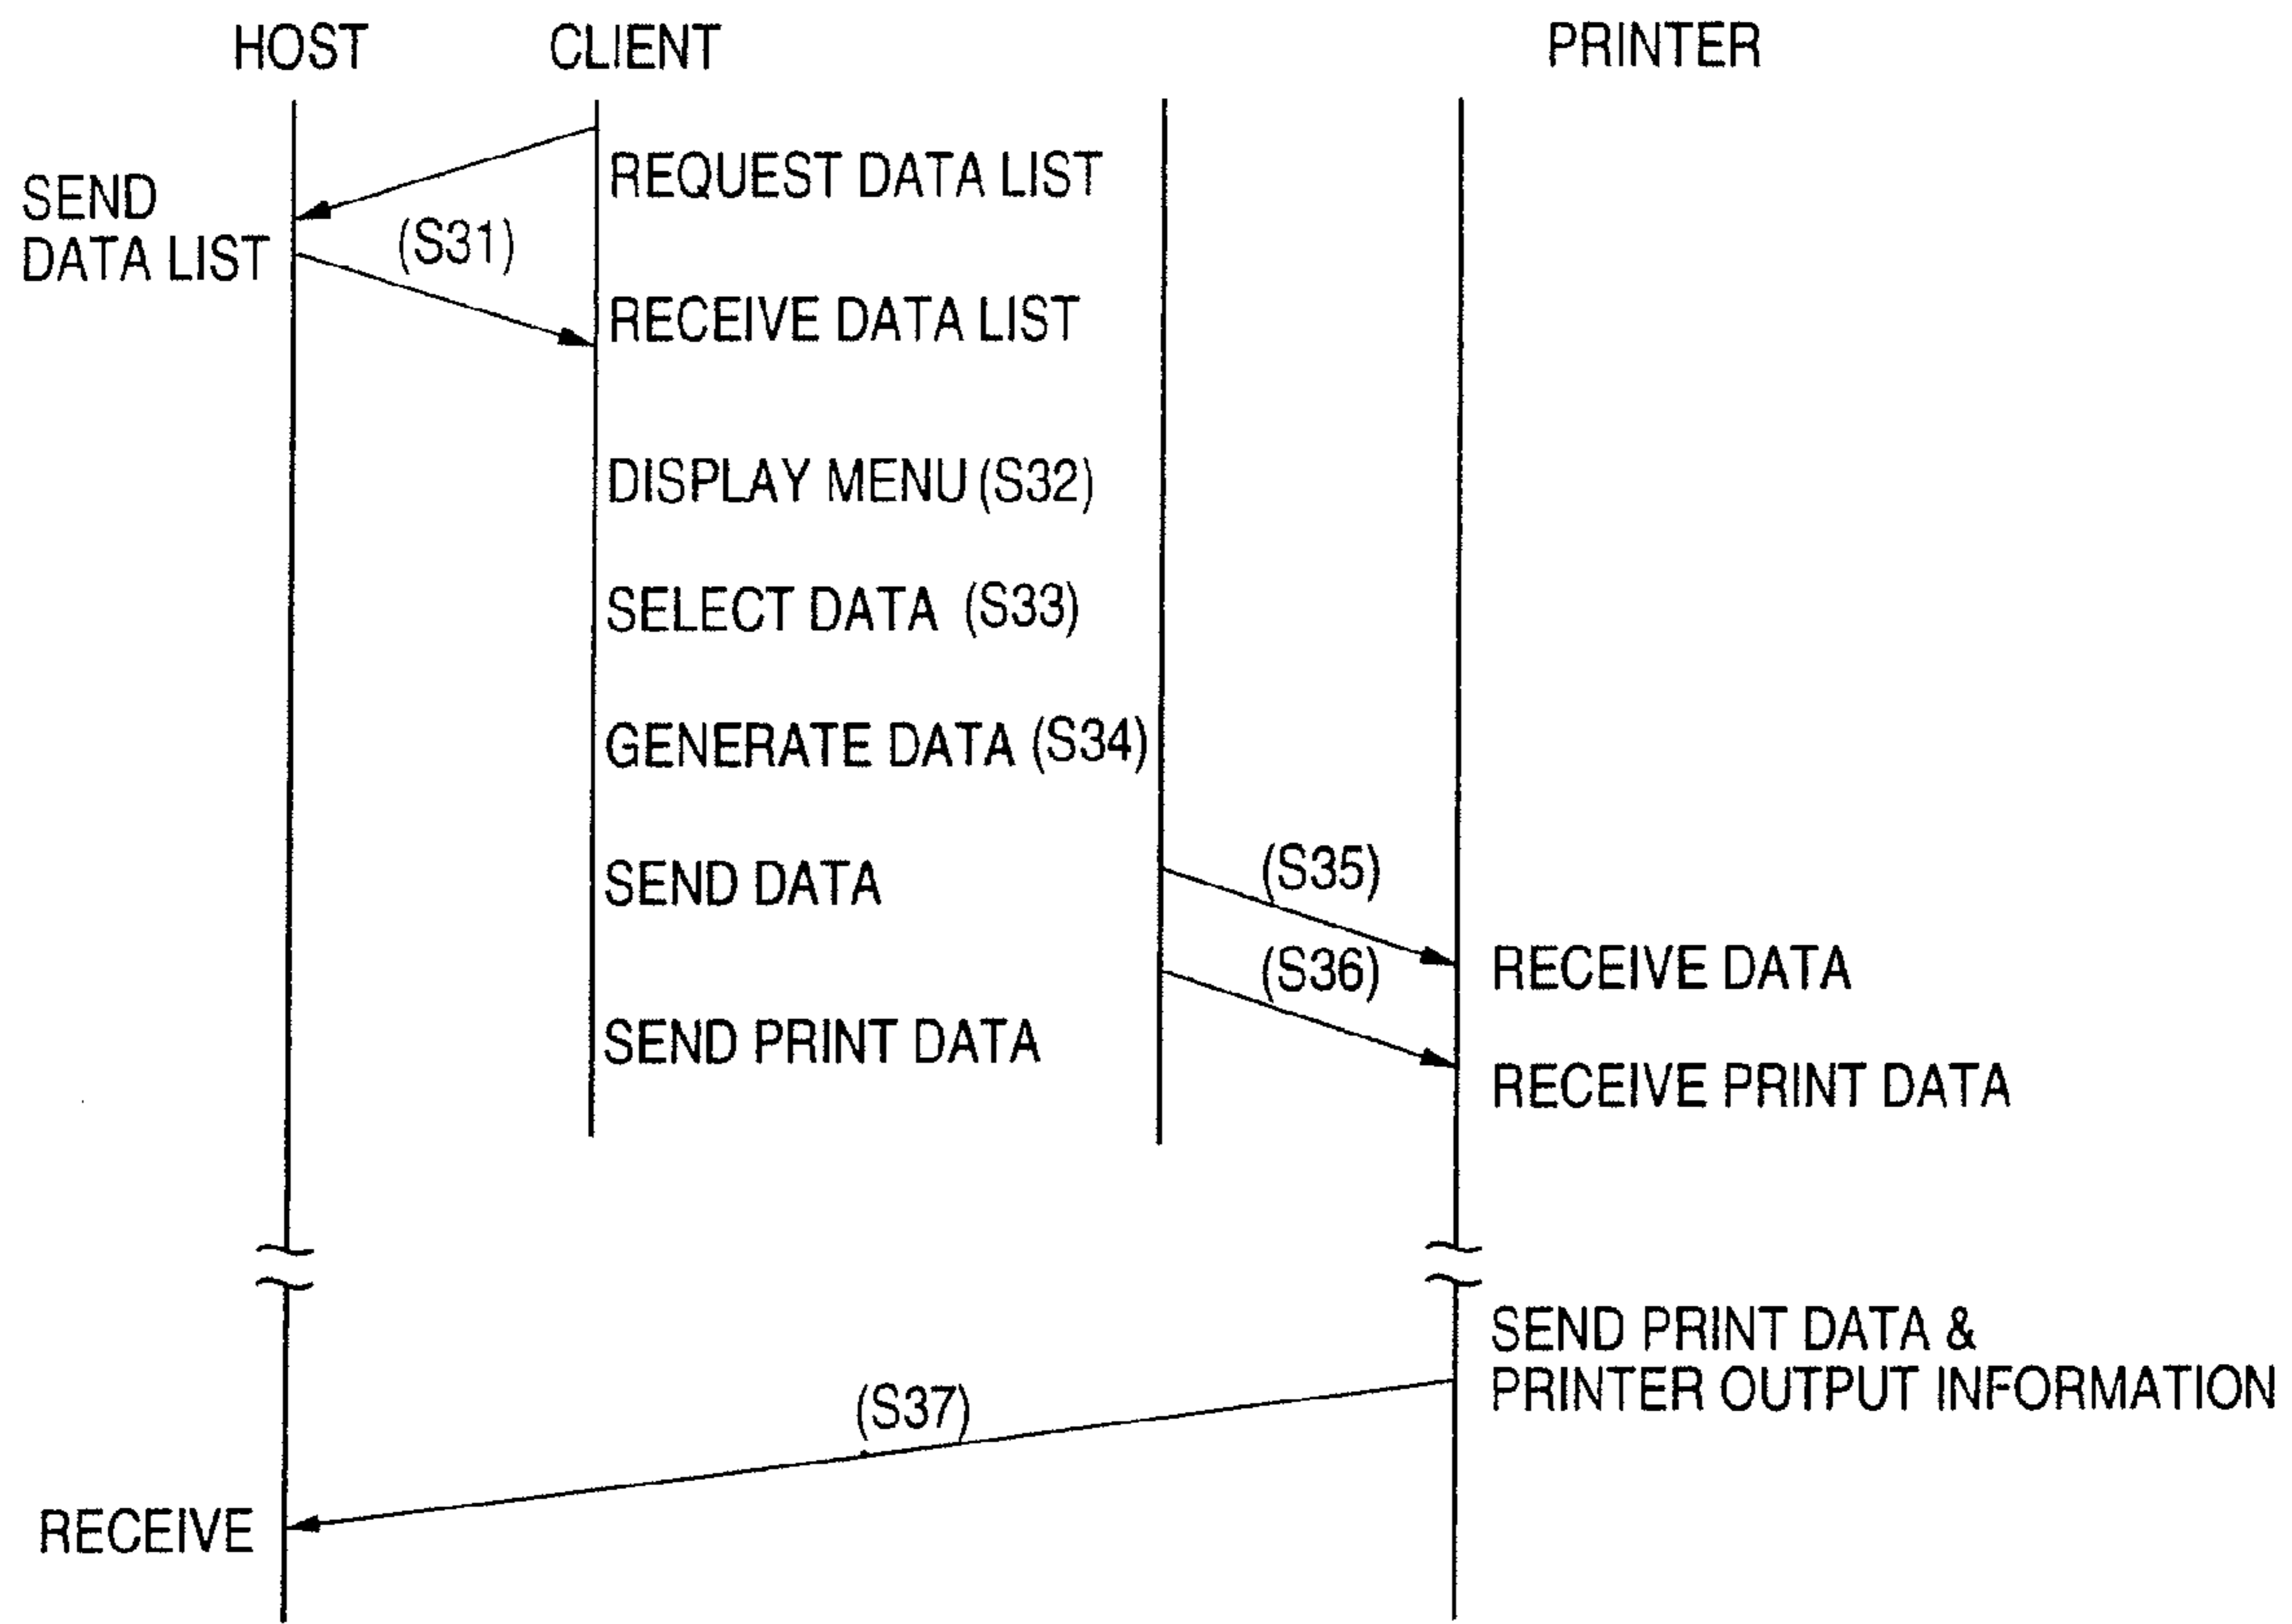 HOST CLIENT PRINTER
REQUEST DATA LIST
SEND
DATA LIST
(S31)
RECEIVE DATA LIST
DISPLAY MENU (S32)
SELECT DATA (S33)
GENERATE DATA (S34)
SEND DATA
(S35)
RECEIVE DATA
(S36)
SEND PRINT DATA
RECEIVE PRINT DATA
SEND PRINT DATA &
PRINTER OUTPUT INFORMATION
(S37)
RECEIVE